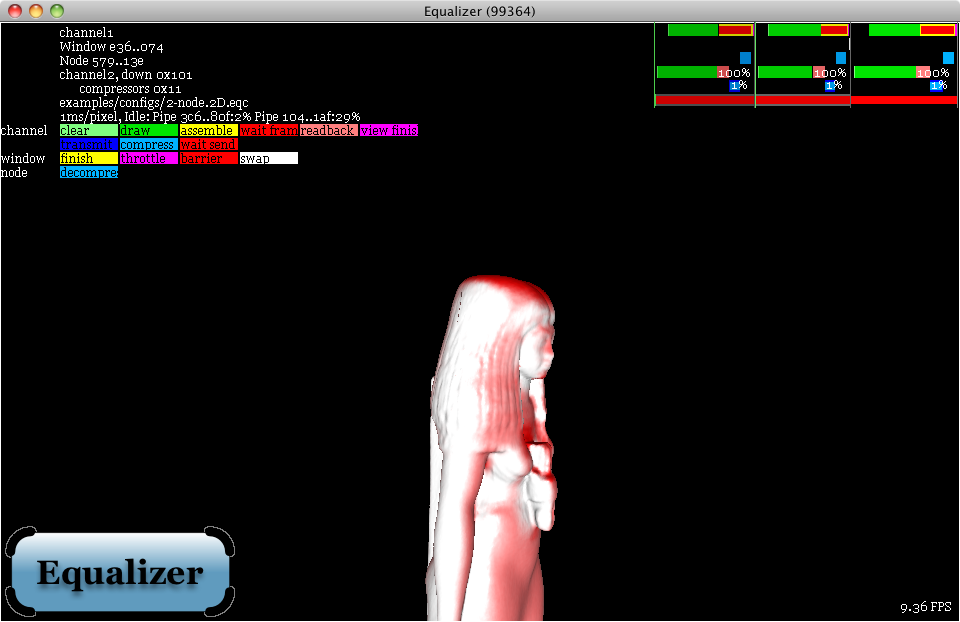 Equalizer (99364)
channel1
Window e36..074
Node 579..13e
channel2, down 0x101
compressors 0x11
examples/configs/2-node.2D.eqc
1ms/pixel, Idle: Pipe 3c6..80f:2% Pipe 104..1af:29%
channel clear draw assemble wait fram readback view finis
transmit compress wait send
window finish throttle barrier swap
node decompre
100% 100% 100%
1% 1% 1%
Equalizer
9.36 FPS